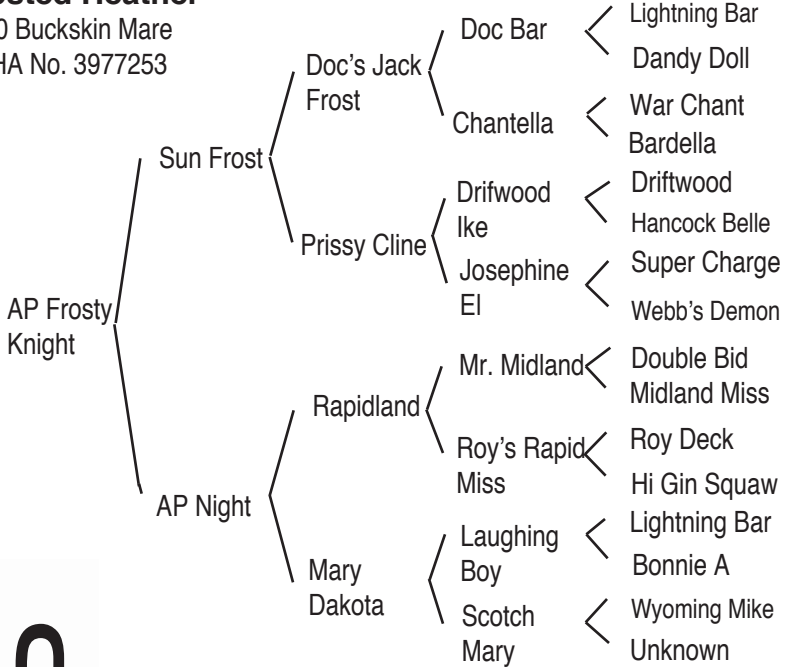 Heather
0 Buckskin Mare
HA No. 3977253
AP Frosty
Knight
Sun Frost
AP Night
Doc's Jack
Frost
Prissy Cline
Rapidland
Mary
Dakota
Doc Bar
Chantella
Drifwood
Ike
Josephine
El
Mr. Midland
Roy's Rapid
Miss
Laughing
Boy
Scotch
Mary
Lightning Bar
Dandy Doll
War Chant
Bardella
Driftwood
Hancock Belle
Super Charge
Webb's Demon
Double Bid
Midland Miss
Roy Deck
Hi Gin Squaw
Lightning Bar
Bonnie A
Wyoming Mike
Unknown